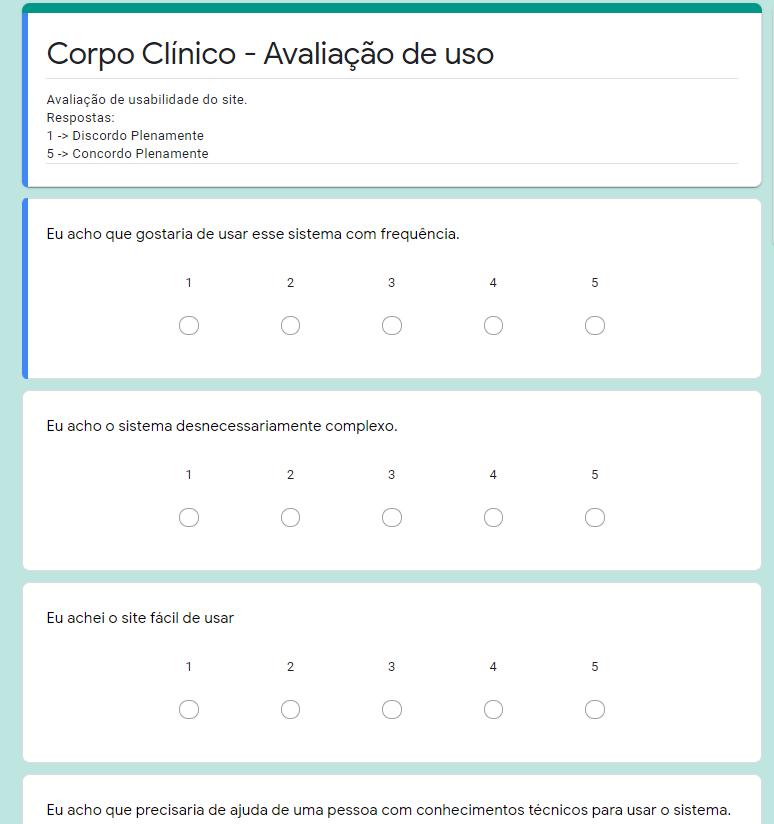 Corpo Clínico - Avaliação de uso
Avaliação de usabilidade do site.
Respostas:
1 -> Discordo Plenamente
5 -> Concordo Plenamente
Eu acho que gostaria de usar esse sistema com frequência.
1 2 3 4 5
Eu acho o sistema desnecessariamente complexo.
1 2 3 4 5
Eu achei o site fácil de usar
1 2 3 4 5
Eu acho que precisaria de ajuda de uma pessoa com conhecimentos técnicos para usar o sistema.